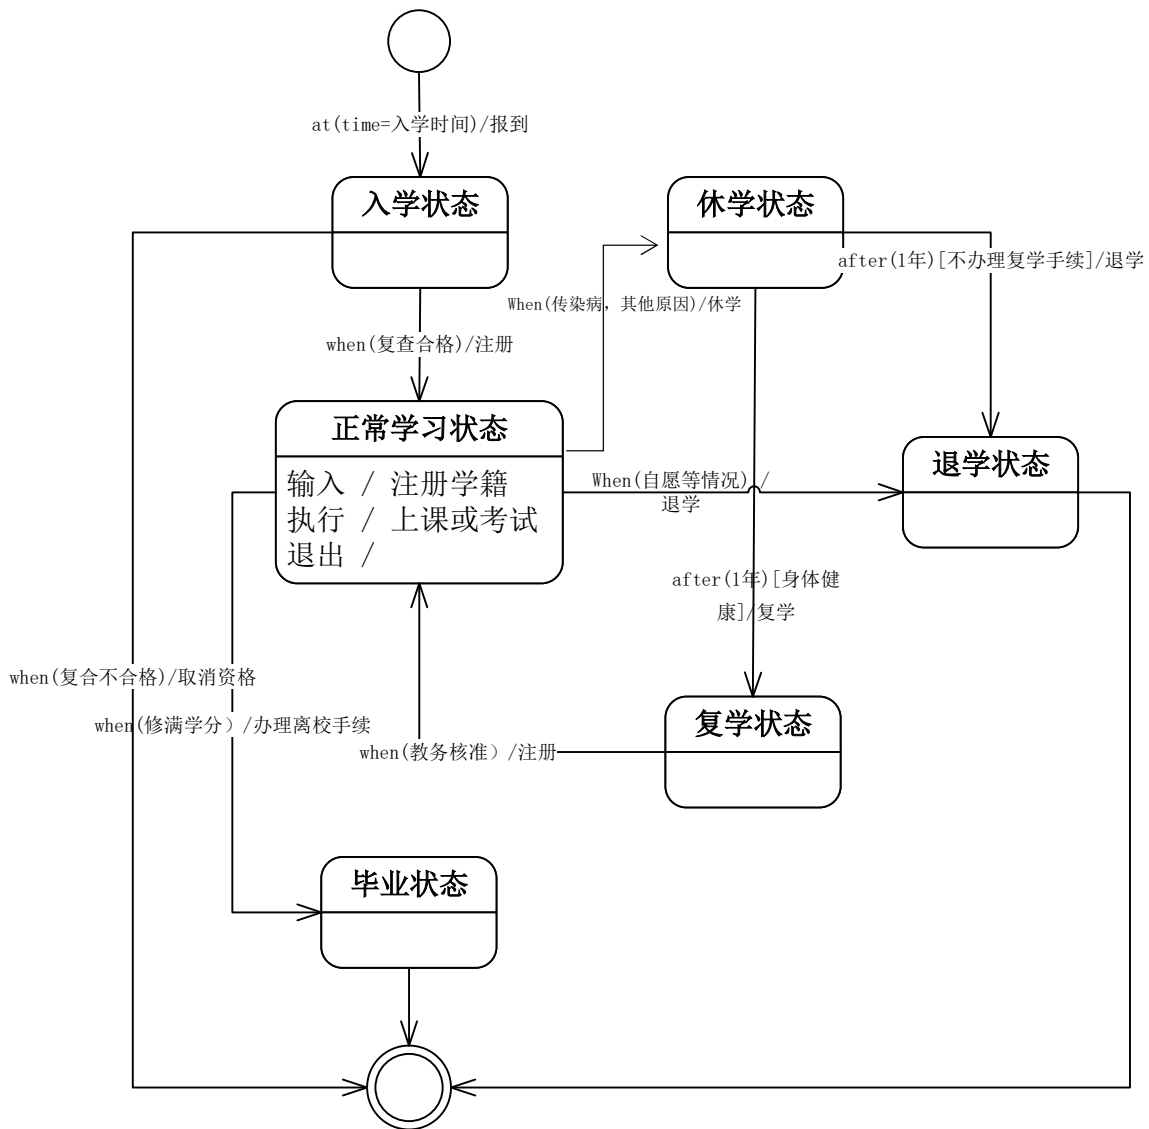 at(time=入学时间)/报到
入学状态
休学状态
after(1年)[不办理复学手续]/退学
When(传染病，其他原因)/休学
when(复查合格)/注册
正常学习状态
输入 / 注册学籍
执行 / 上课或考试
退出 /
When(自愿等情况) /
退学
退学状态
after(1年)[身体健
康]/复学
when(复合不合格)/取消资格
when(修满学分）/办理离校手续
when(教务核准）/注册
复学状态
毕业状态